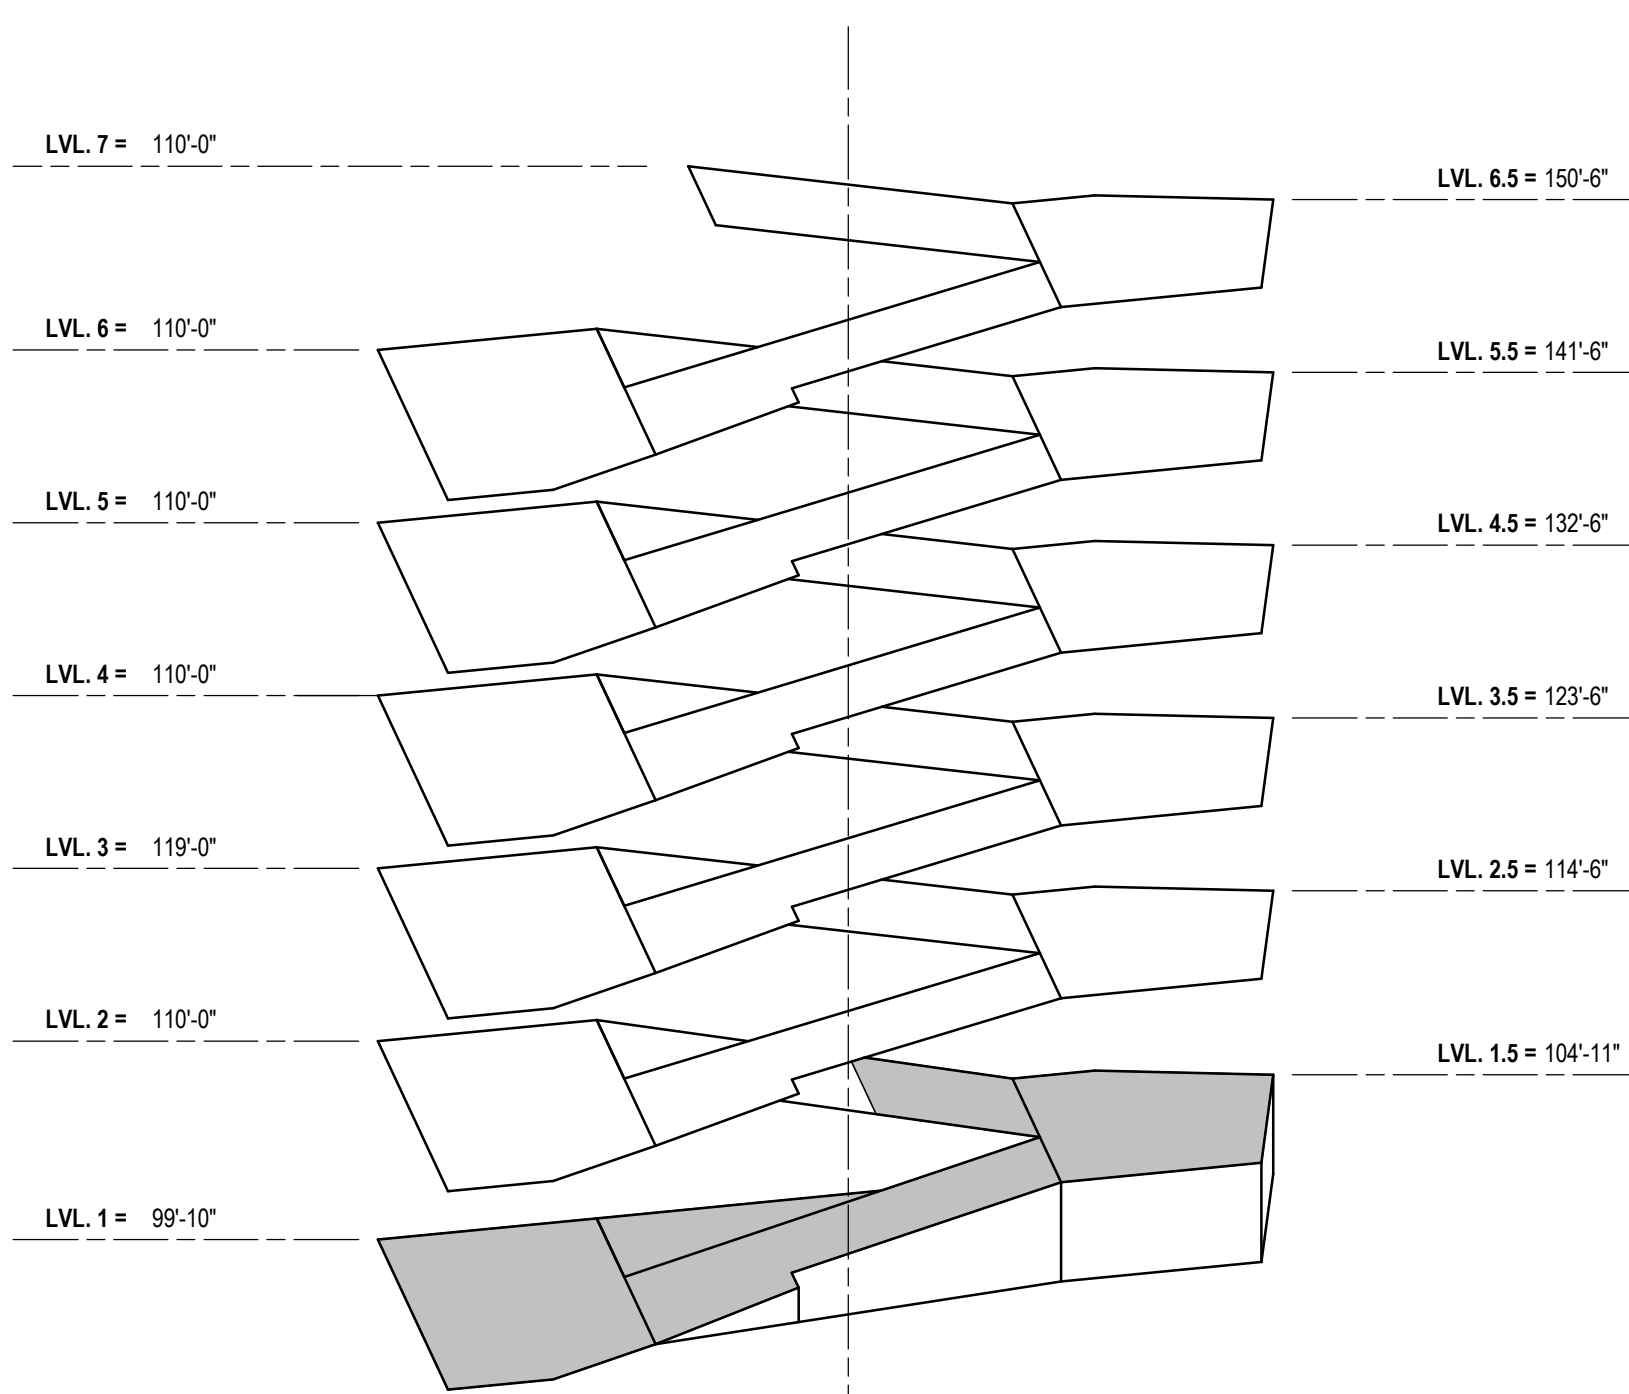 LVL. 7 = 110'-0"
LVL. 6.5 = 150'-6"
LVL. 6 = 110'-0"
LVL. 5.5 = 141'-6"
LVL. 5 = 110'-0"
LVL. 4.5 = 132'-6"
LVL. 4 = 110'-0"
LVL. 3.5 = 123'-6"
LVL. 3 = 119'-0"
LVL. 2.5 = 114'-6"
LVL. 2 = 110'-0"
LVL. 1.5 = 104'-11"
LVL. 1 = 99'-10"